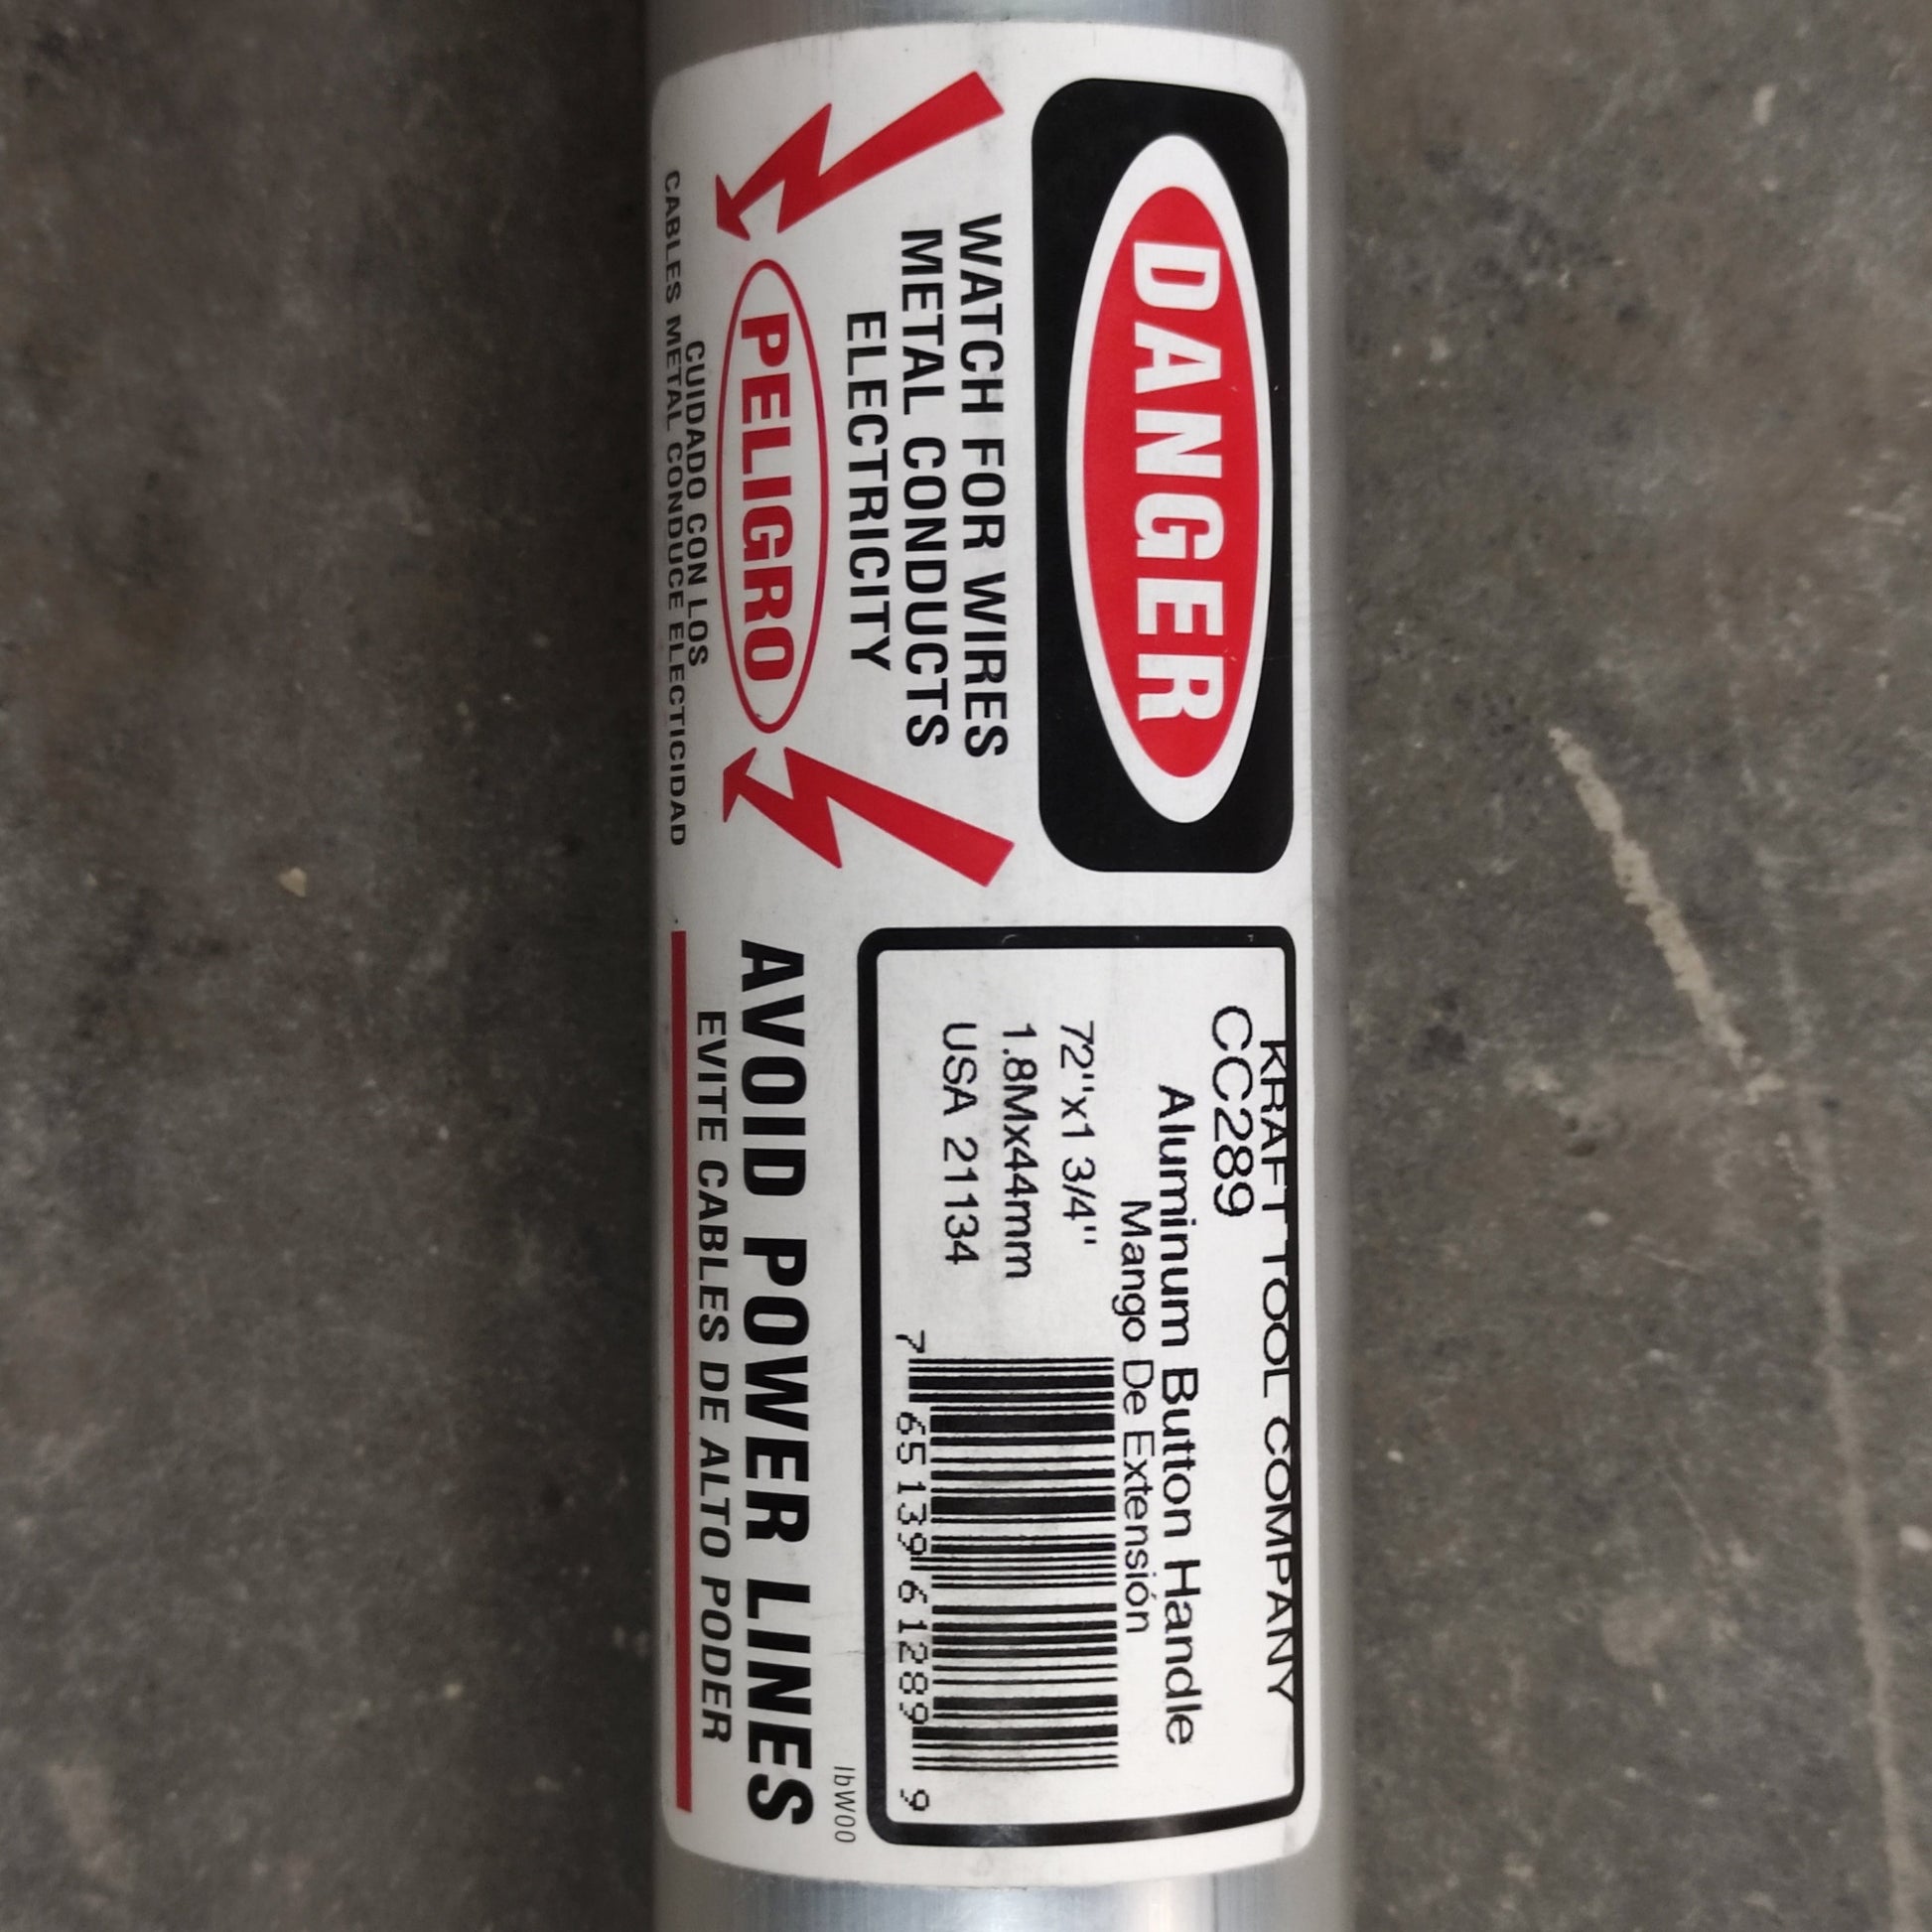 DANGER
WATCH FOR WIRES
METAL CONDUCTS
ELECTRICITY
PELIGRO
CUIDADO CON LOS
CABLES METAL CONDUCE ELECTICIDAD
KRAFT TOOL COMPANY
CC289
Aluminum Button Handle
Mango De Extensión
72"x1 3/4"
1.8Mx44mm
USA 21134
7 65139 61289 9
lbW00
AVOID POWER LINES
EVITE CABLES DE ALTO PODER